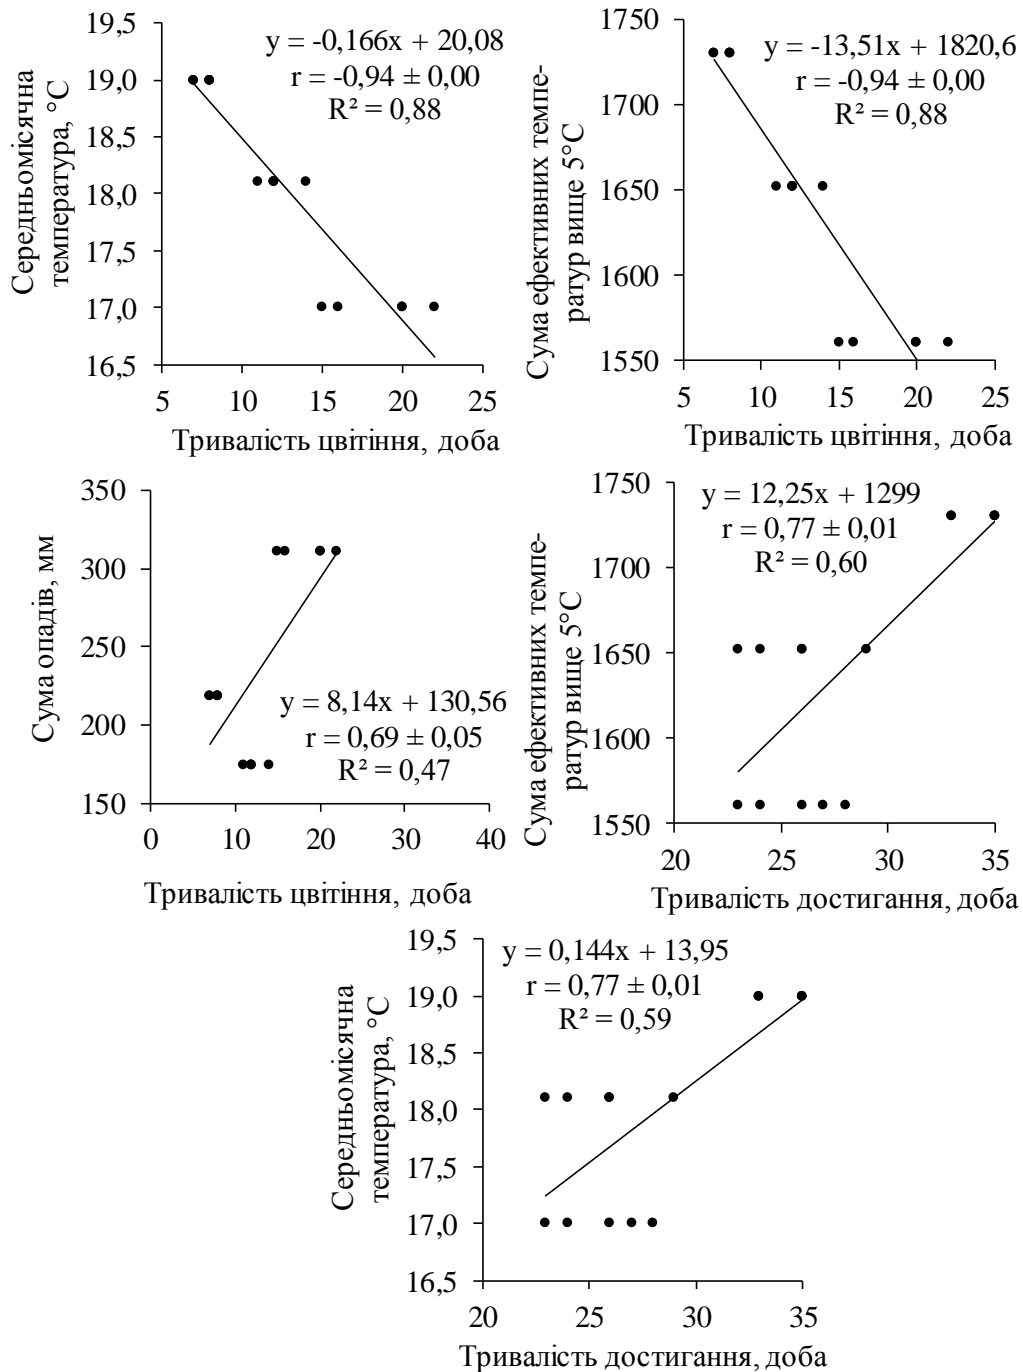 19,5
19,0
18,5
18,0
17,5
17,0
16,5
Середньомісячна
температура, °С
y = -0,166x + 20,08
r = -0,94 ± 0,00
R² = 0,88
5
10
15
20
25
Тривалість цвітіння, доба
1750
1700
1650
1600
1550
Сума ефективних темпе-
ратур вище 5°С
y = -13,51x + 1820,6
r = -0,94 ± 0,00
R² = 0,88
5
10
15
20
25
Тривалість цвітіння, доба
350
300
250
200
150
Сума опадів, мм
y = 8,14x + 130,56
r = 0,69 ± 0,05
R² = 0,47
0
10
20
30
40
Тривалість цвітіння, доба
1750
1700
1650
1600
1550
Сума ефективних темпе-
ратур вище 5°С
y = 12,25x + 1299
r = 0,77 ± 0,01
R² = 0,60
20
25
30
35
Тривалість достигання, доба
19,5
19,0
18,5
18,0
17,5
17,0
16,5
Середньомісячна
температура, °С
y = 0,144x + 13,95
r = 0,77 ± 0,01
R² = 0,59
20
25
30
35
Тривалість достигання, доба